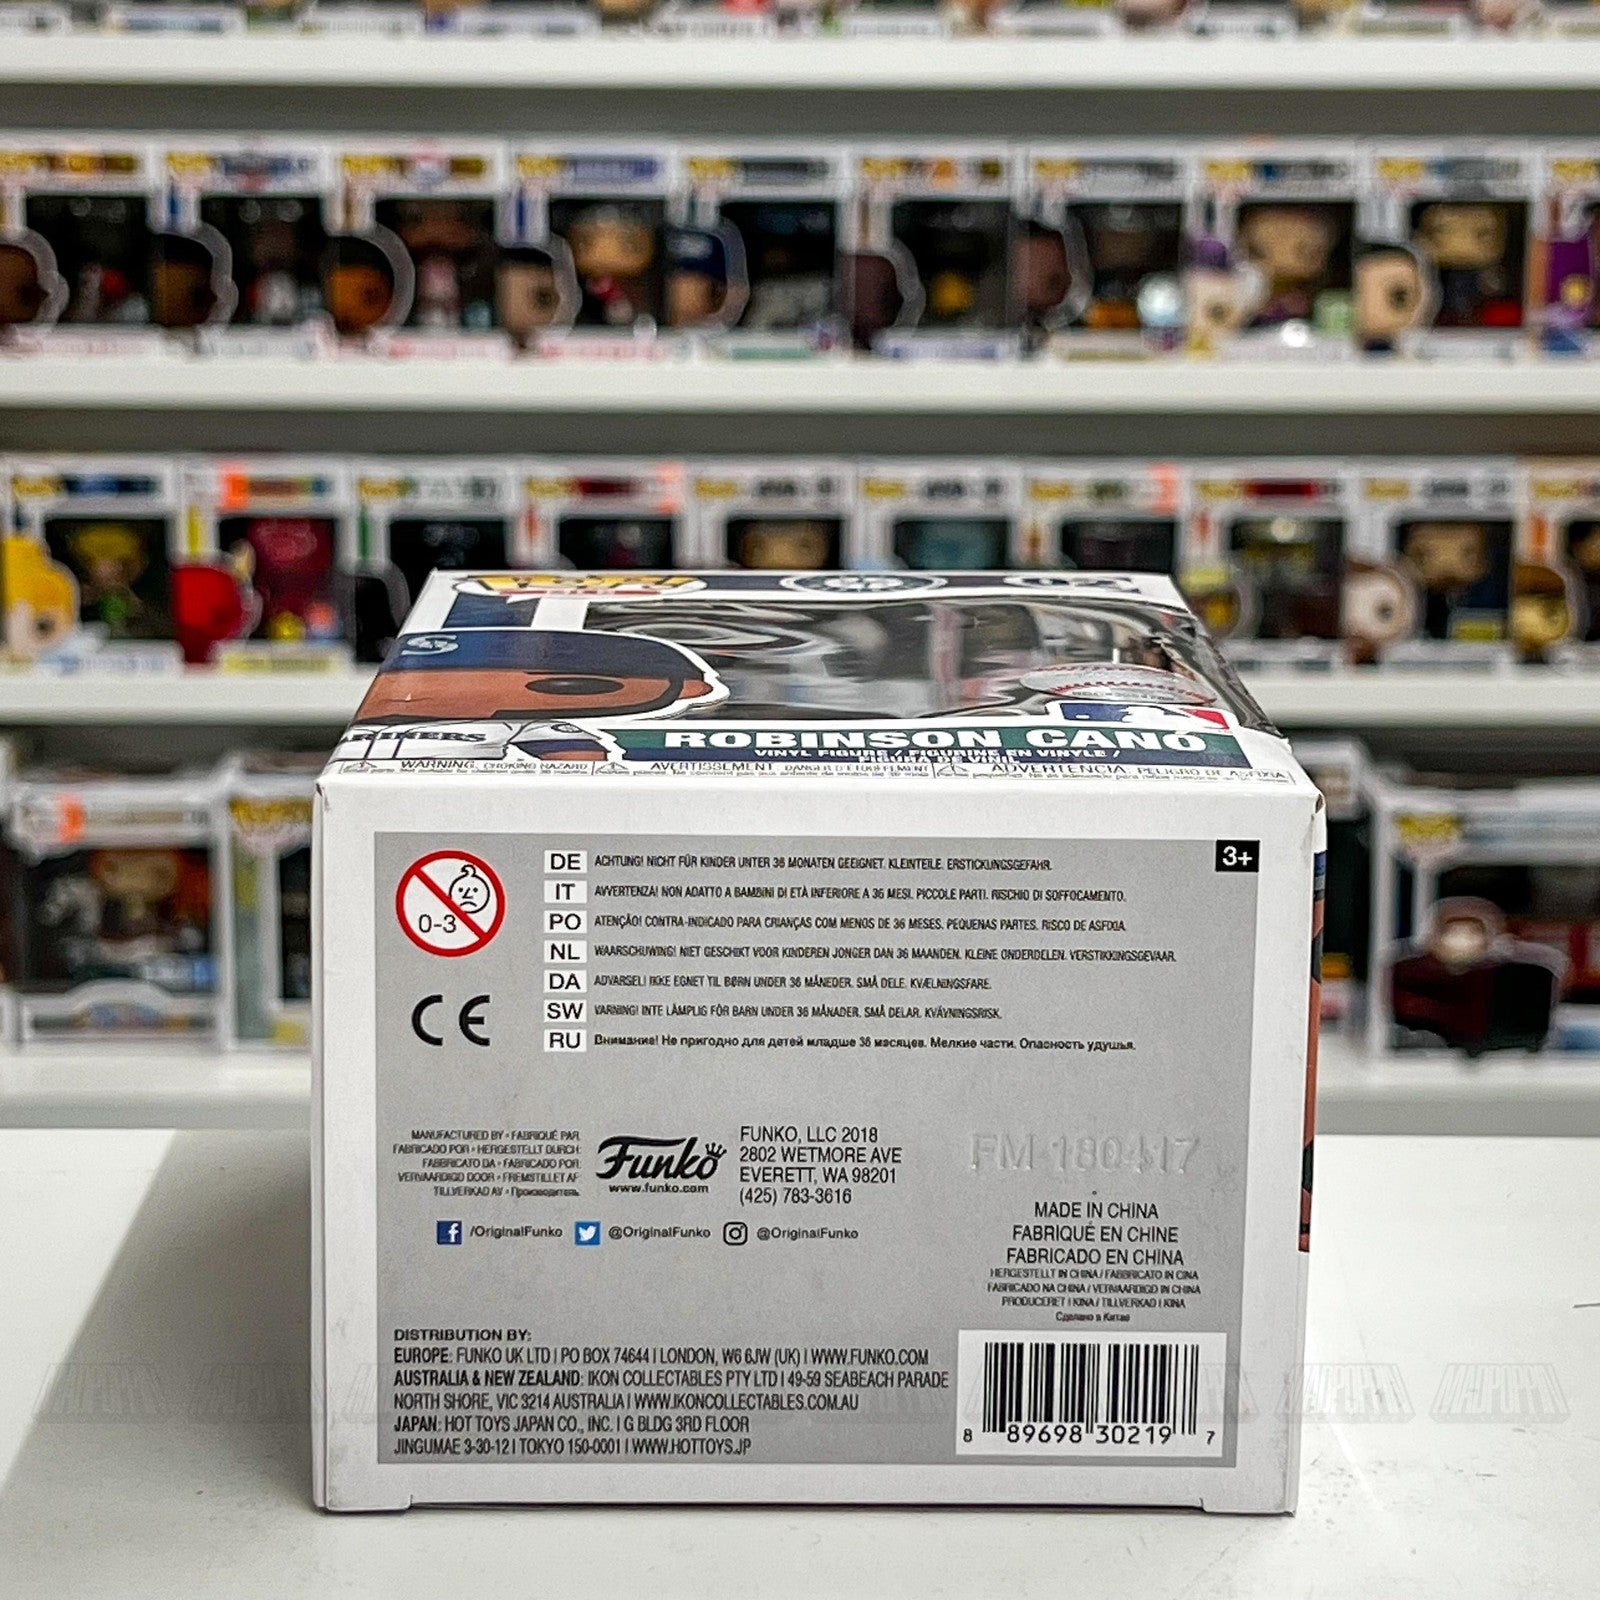 POP!
02
S
MARINERS
ROBINSON CANÓ
VINYL FIGURE / FIGURINE EN VINYLE /
FIGURA DE VINIL
WARNING: CHOKING HAZARD
AVERTISSEMENT DANGER D'ÉTOUFFEMENT
ADVERTENCIA: PELIGRO DE ASFIXIA
3+
0-3
DE ACHTUNG! NICHT FÜR KINDER UNTER 36 MONATEN GEEIGNET. KLEINTEILE. ERSTICKUNGSGEFAHR.
IT AVVERTENZA! NON ADATTO A BAMBINI DI ETÀ INFERIORE A 36 MESI. PICCOLE PARTI. RISCHIO DI SOFFOCAMENTO.
PO ATENÇÃO! CONTRA-INDICADO PARA CRIANÇAS COM MENOS DE 36 MESES. PEQUENAS PARTES. RISCO DE ASFIXIA.
NL WAARSCHUWING! NIET GESCHIKT VOOR KINDEREN JONGER DAN 36 MAANDEN. KLEINE ONDERDELEN. VERSTIKKINGSGEVAAR.
DA ADVARSEL! IKKE EGNET TIL BØRN UNDER 36 MÅNEDER. SMÅ DELE. KVÆLNINGSFARE.
SW VARNING! INTE LÄMPLIG FÖR BARN UNDER 36 MÅNADER. SMÅ DELAR. KVÄVNINGSRISK.
RU Внимание! Не пригодно для детей младше 36 месяцев. Мелкие части. Опасность удушья.
CE
MANUFACTURED BY • FABRIQUÉ PAR
FABRICADO POR • HERGESTELLT DURCH
FABBRICATO DA • FABRICADO POR
VERVAARDIGD DOOR • FREMSTILLET AF
TILLVERKAD AV • Производитель
Funko
www.funko.com
FUNKO, LLC 2018
2802 WETMORE AVE
EVERETT, WA 98201
(425) 783-3616
/OriginalFunko @OriginalFunko @OriginalFunko
FM 180417
MADE IN CHINA
FABRIQUÉ EN CHINE
FABRICADO EN CHINA
HERGESTELLT IN CHINA / FABBRICATO IN CINA
FABRICADO NA CHINA / VERVAARDIGD IN CHINA
PRODUCERET I KINA / TILLVERKAD I KINA
Сделано в Китае
DISTRIBUTION BY:
EUROPE: FUNKO UK LTD | PO BOX 74644 | LONDON, W6 6JW (UK) | WWW.FUNKO.COM
AUSTRALIA & NEW ZEALAND: IKON COLLECTABLES PTY LTD | 49-59 SEABEACH PARADE
NORTH SHORE, VIC 3214 AUSTRALIA | WWW.IKONCOLLECTABLES.COM.AU
JAPAN: HOT TOYS JAPAN CO., INC. | G BLDG 3RD FLOOR
JINGUMAE 3-30-12 | TOKYO 150-0001 | WWW.HOTTOYS.JP
8 89698 30219 7